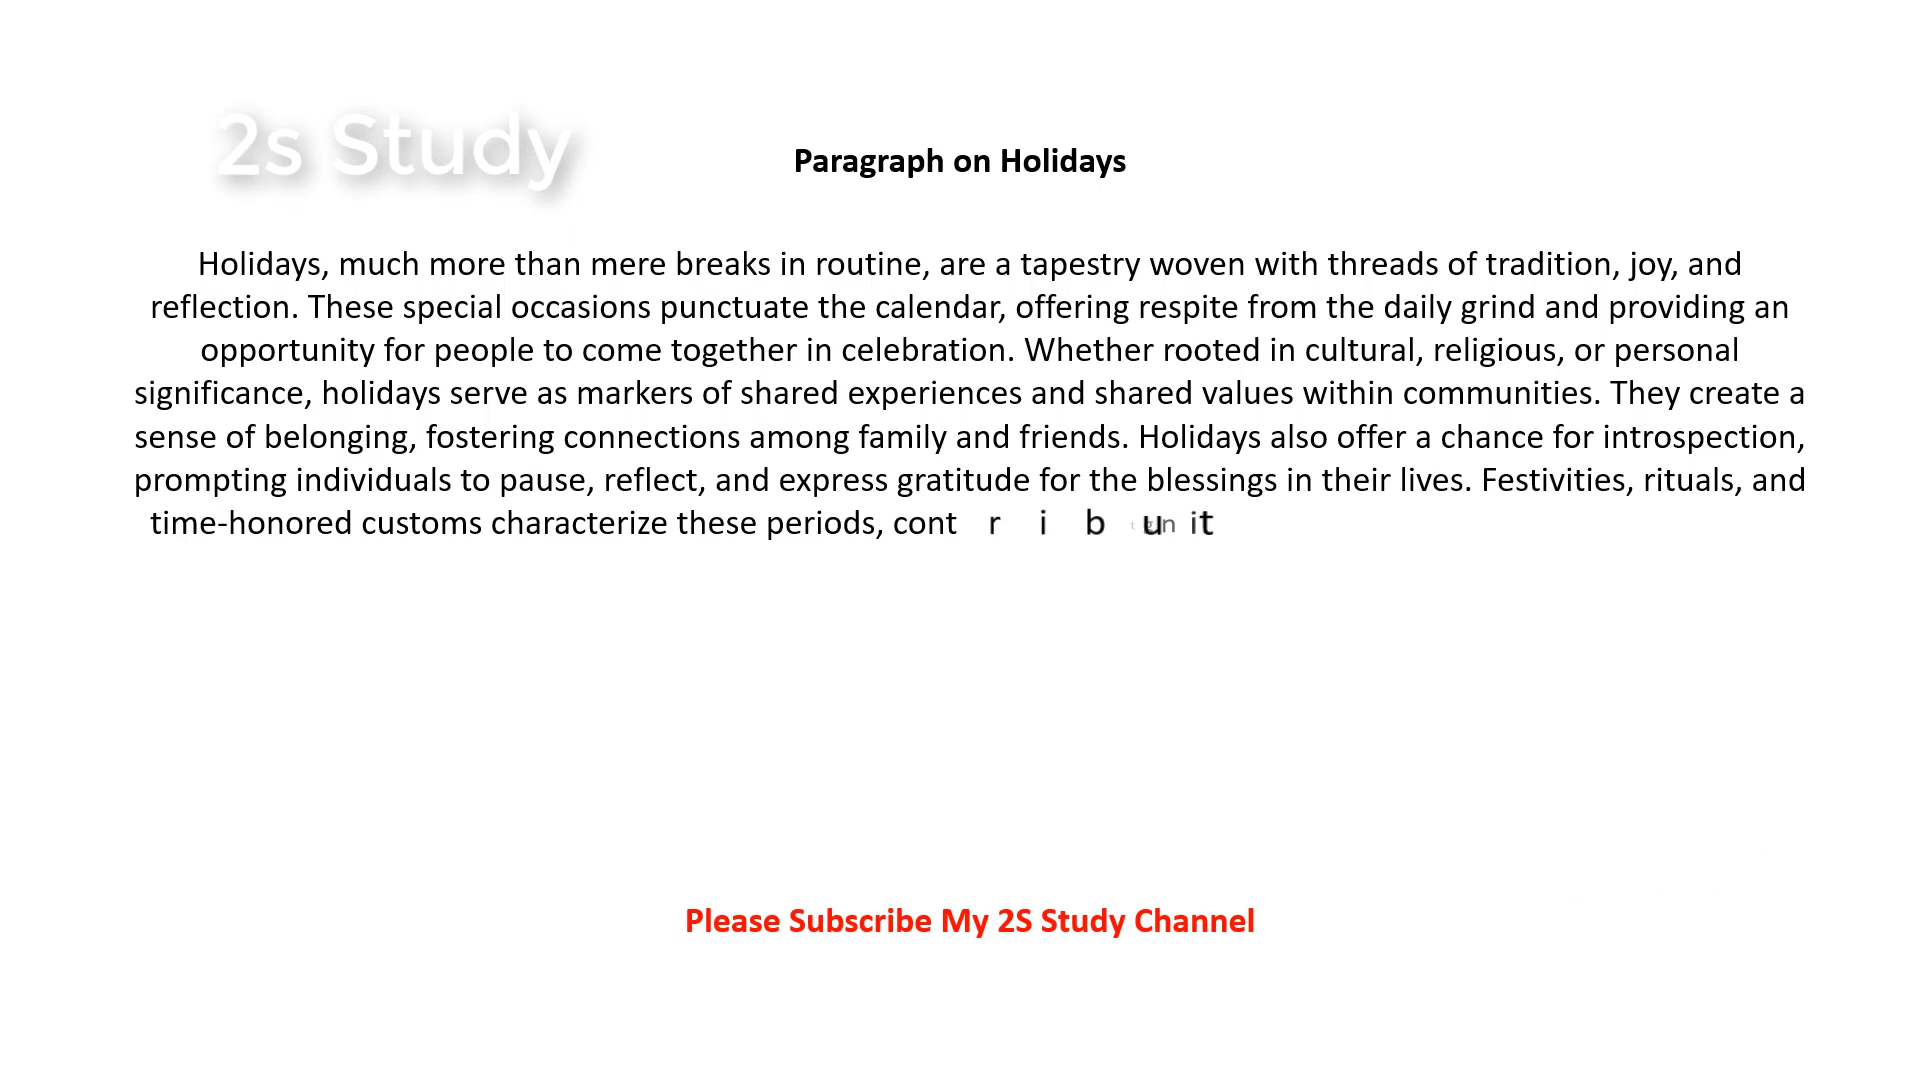 2s Study
Paragraph on Holidays
Holidays, much more than mere breaks in routine, are a tapestry woven with threads of tradition, joy, and
reflection. These special occasions punctuate the calendar, offering respite from the daily grind and providing an
opportunity for people to come together in celebration. Whether rooted in cultural, religious, or personal
significance, holidays serve as markers of shared experiences and shared values within communities. They create a
sense of belonging, fostering connections among family and friends. Holidays also offer a chance for introspection,
prompting individuals to pause, reflect, and express gratitude for the blessings in their lives. Festivities, rituals, and
time-honored customs characterize these periods, cont r i b
Please Subscribe My 2S Study Channel